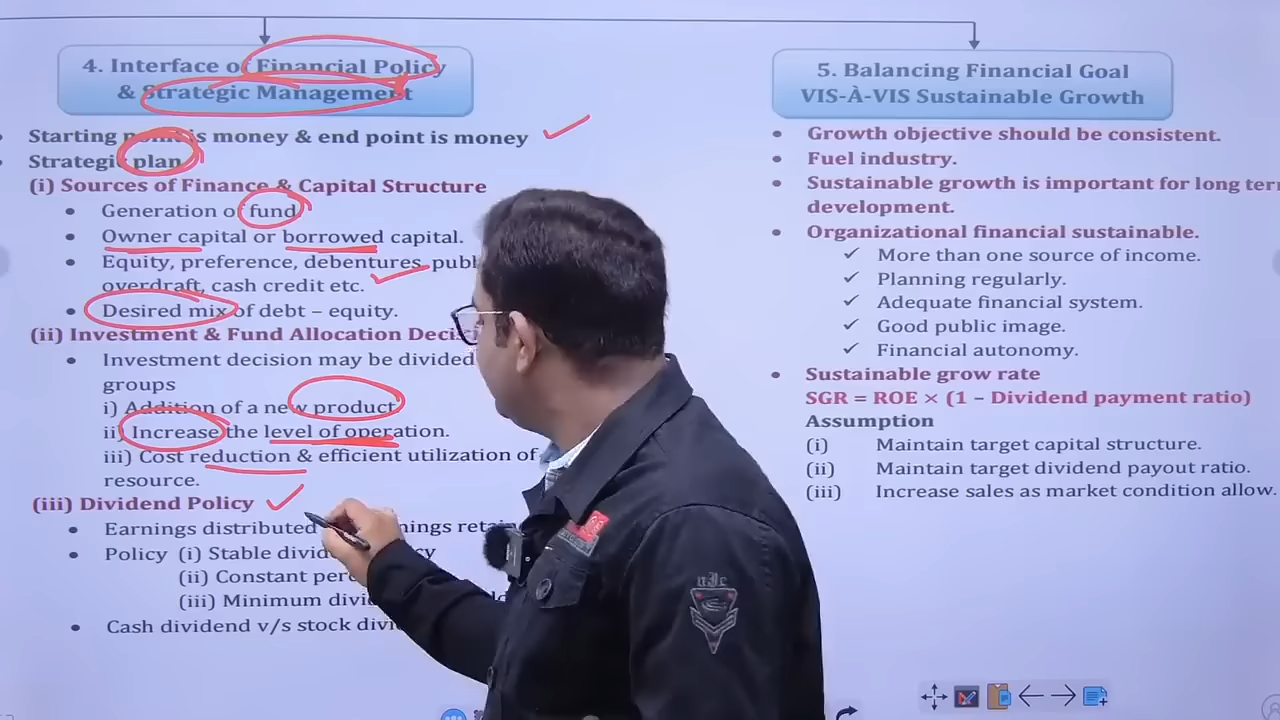 4. Interface of Financial Policy
& Strategic Management
Starting point is money & end point is money
Strategic plan
(i) Sources of Finance & Capital Structure
Generation of fund
Owner capital or borrowed capital.
Equity, preference, debentures, publ
overdraft, cash credit etc.
Desired mix of debt – equity.
(ii) Investment & Fund Allocation Deci
Investment decision may be divided
groups
i) Addition of a new product
ii) Increase the level of operation.
iii) Cost reduction & efficient utilization of
resource.
(iii) Dividend Policy
Earnings distributed
Policy (i) Stable divid
(ii) Constant per
(iii) Minimum divi
Cash dividend v/s stock divi
5. Balancing Financial Goal
VIS-À-VIS Sustainable Growth
Growth objective should be consistent.
Fuel industry.
Sustainable growth is important for long ter
development.
Organizational financial sustainable.
More than one source of income.
Planning regularly.
Adequate financial system.
Good public image.
Financial autonomy.
Sustainable grow rate
SGR = ROE × (1 – Dividend payment ratio)
Assumption
(i) Maintain target capital structure.
(ii) Maintain target dividend payout ratio.
(iii) Increase sales as market condition allow.